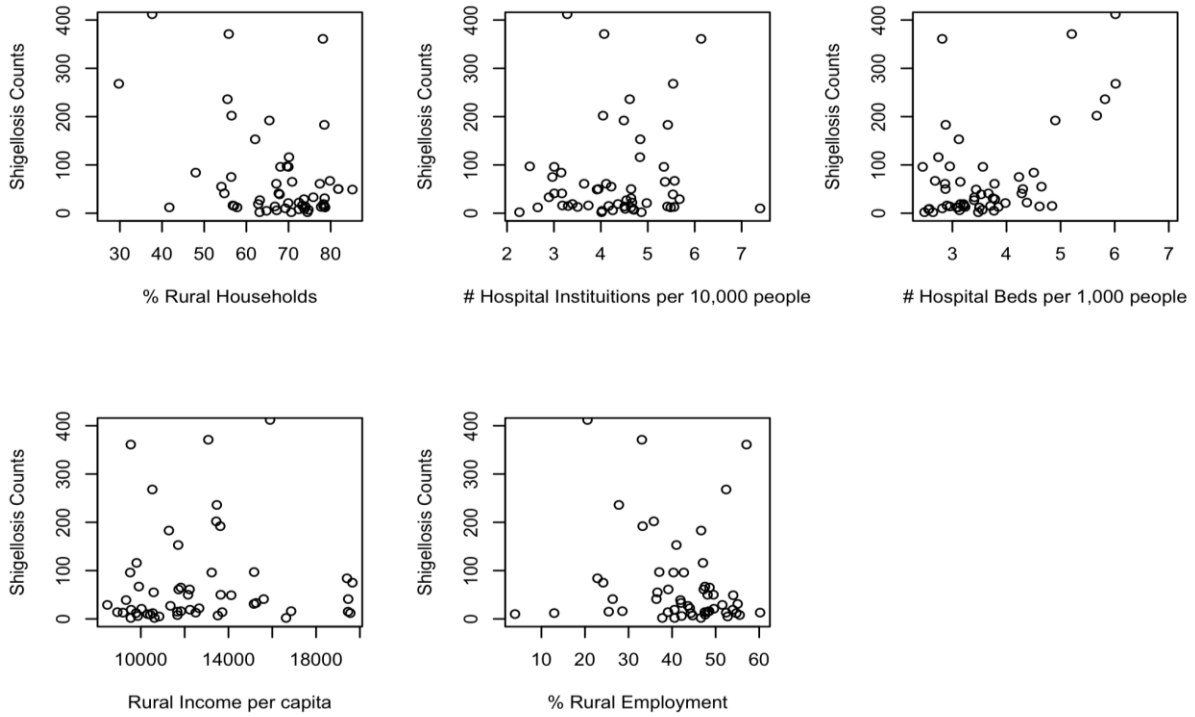 Shigellosis Counts
0 100 200 300 400
30 40 50 60 70 80
% Rural Households
Shigellosis Counts
0 100 200 300 400
2 3 4 5 6 7
# Hospital Instituitions per 10,000 people
Shigellosis Counts
0 100 200 300 400
3 4 5 6 7
# Hospital Beds per 1,000 people
Shigellosis Counts
0 100 200 300 400
10000 14000 18000
Rural Income per capita
Shigellosis Counts
0 100 200 300 400
10 20 30 40 50 60
% Rural Employment